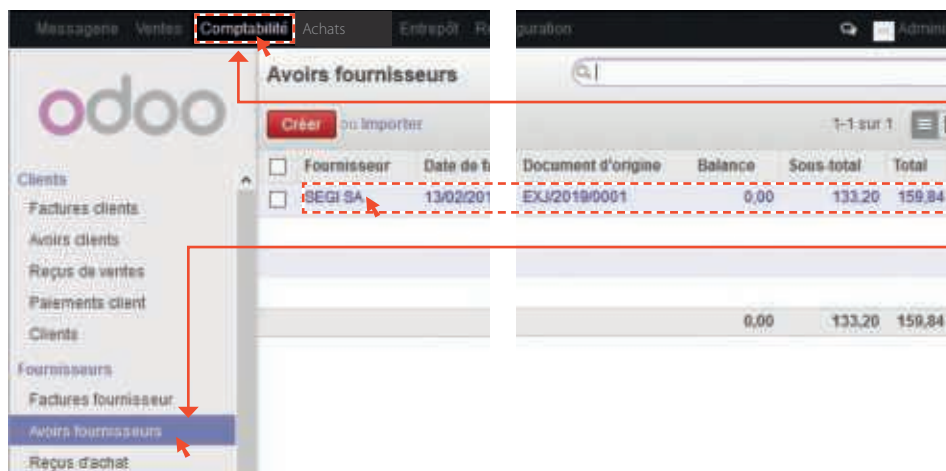 Messagerie Ventes Comptabilité Achats Entrepôt Re guration Admin
odoo
Avoirs fournisseurs
Créer ou Importer 1-1 sur 1
Fournisseur Date de fa Document d'origine Balance Sous-total Total
SEGI SA 13/02/201 EXJ/2019/0001 0,00 133,20 159,84
0,00 133,20 159,84
Clients
Factures clients
Avoirs clients
Reçus de ventes
Paiements client
Clients
Fournisseurs
Factures fournisseur
Avoirs fournisseurs
Reçus d'achat